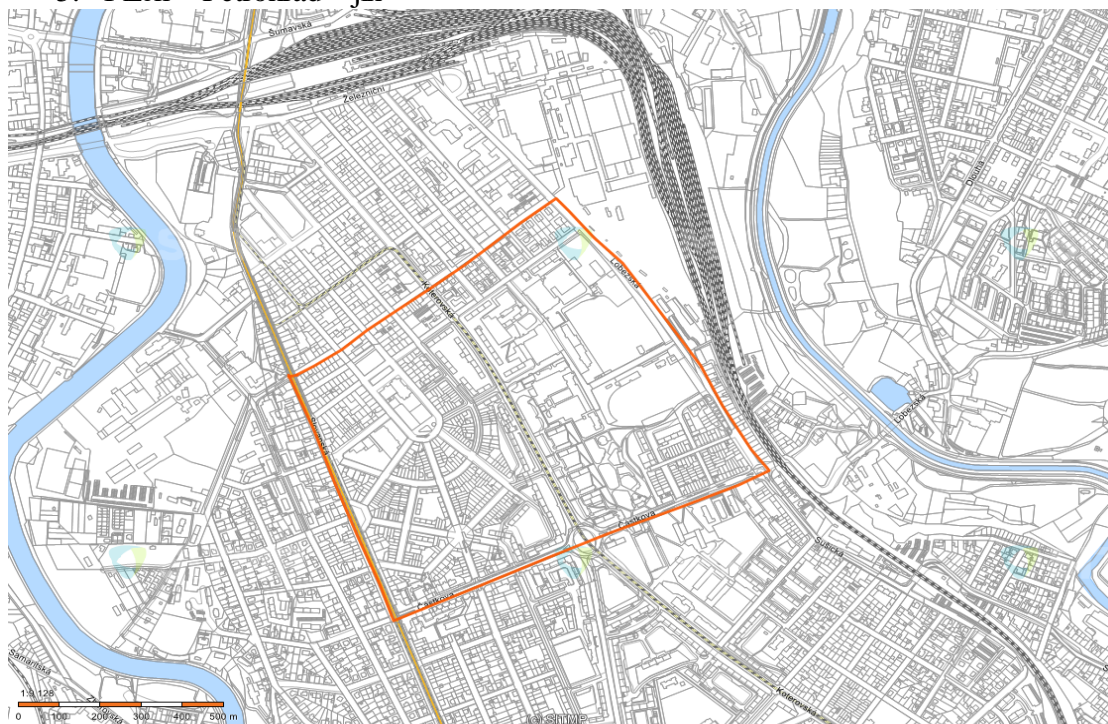 Šumavská
Železniční
Dlouhá
Koterovská
Lobezská
Slovanská
Lobezská
Částkova
Částkova
Sušická
Koterovská
Samaritská
1:9 128
0 100 200 300 400 500 m
© SITMP